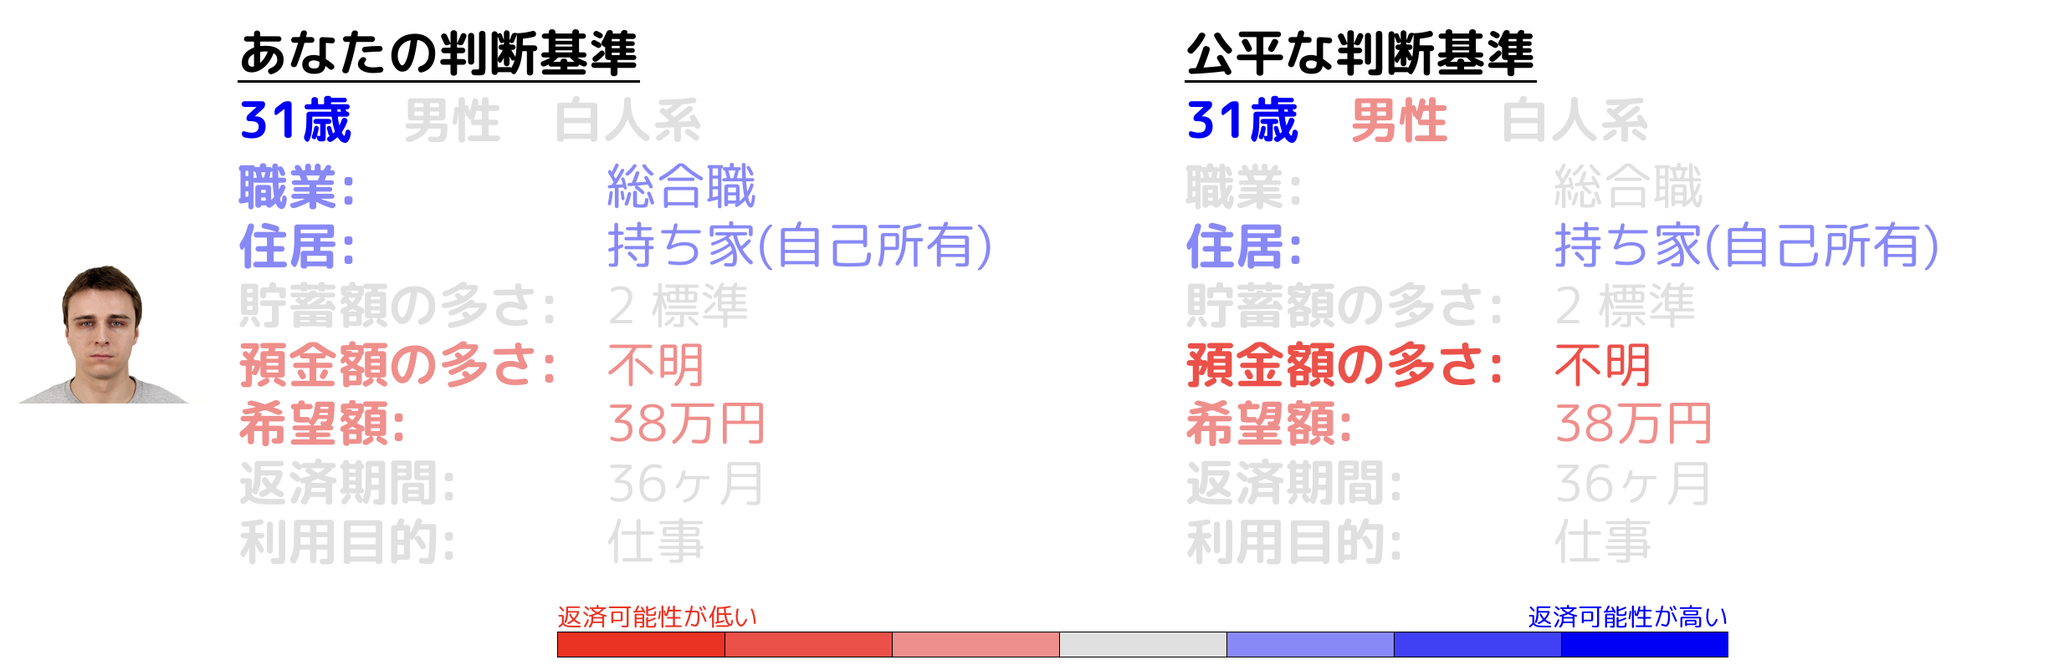 あなたの判断基準
31歳 男性 白人系
職業: 総合職
住居: 持ち家(自己所有)
貯蓄額の多さ: 2 標準
預金額の多さ: 不明
希望額: 38万円
返済期間: 36ヶ月
利用目的: 仕事
公平な判断基準
31歳 男性 白人系
職業: 総合職
住居: 持ち家(自己所有)
貯蓄額の多さ: 2 標準
預金額の多さ: 不明
希望額: 38万円
返済期間: 36ヶ月
利用目的: 仕事
返済可能性が低い
返済可能性が高い